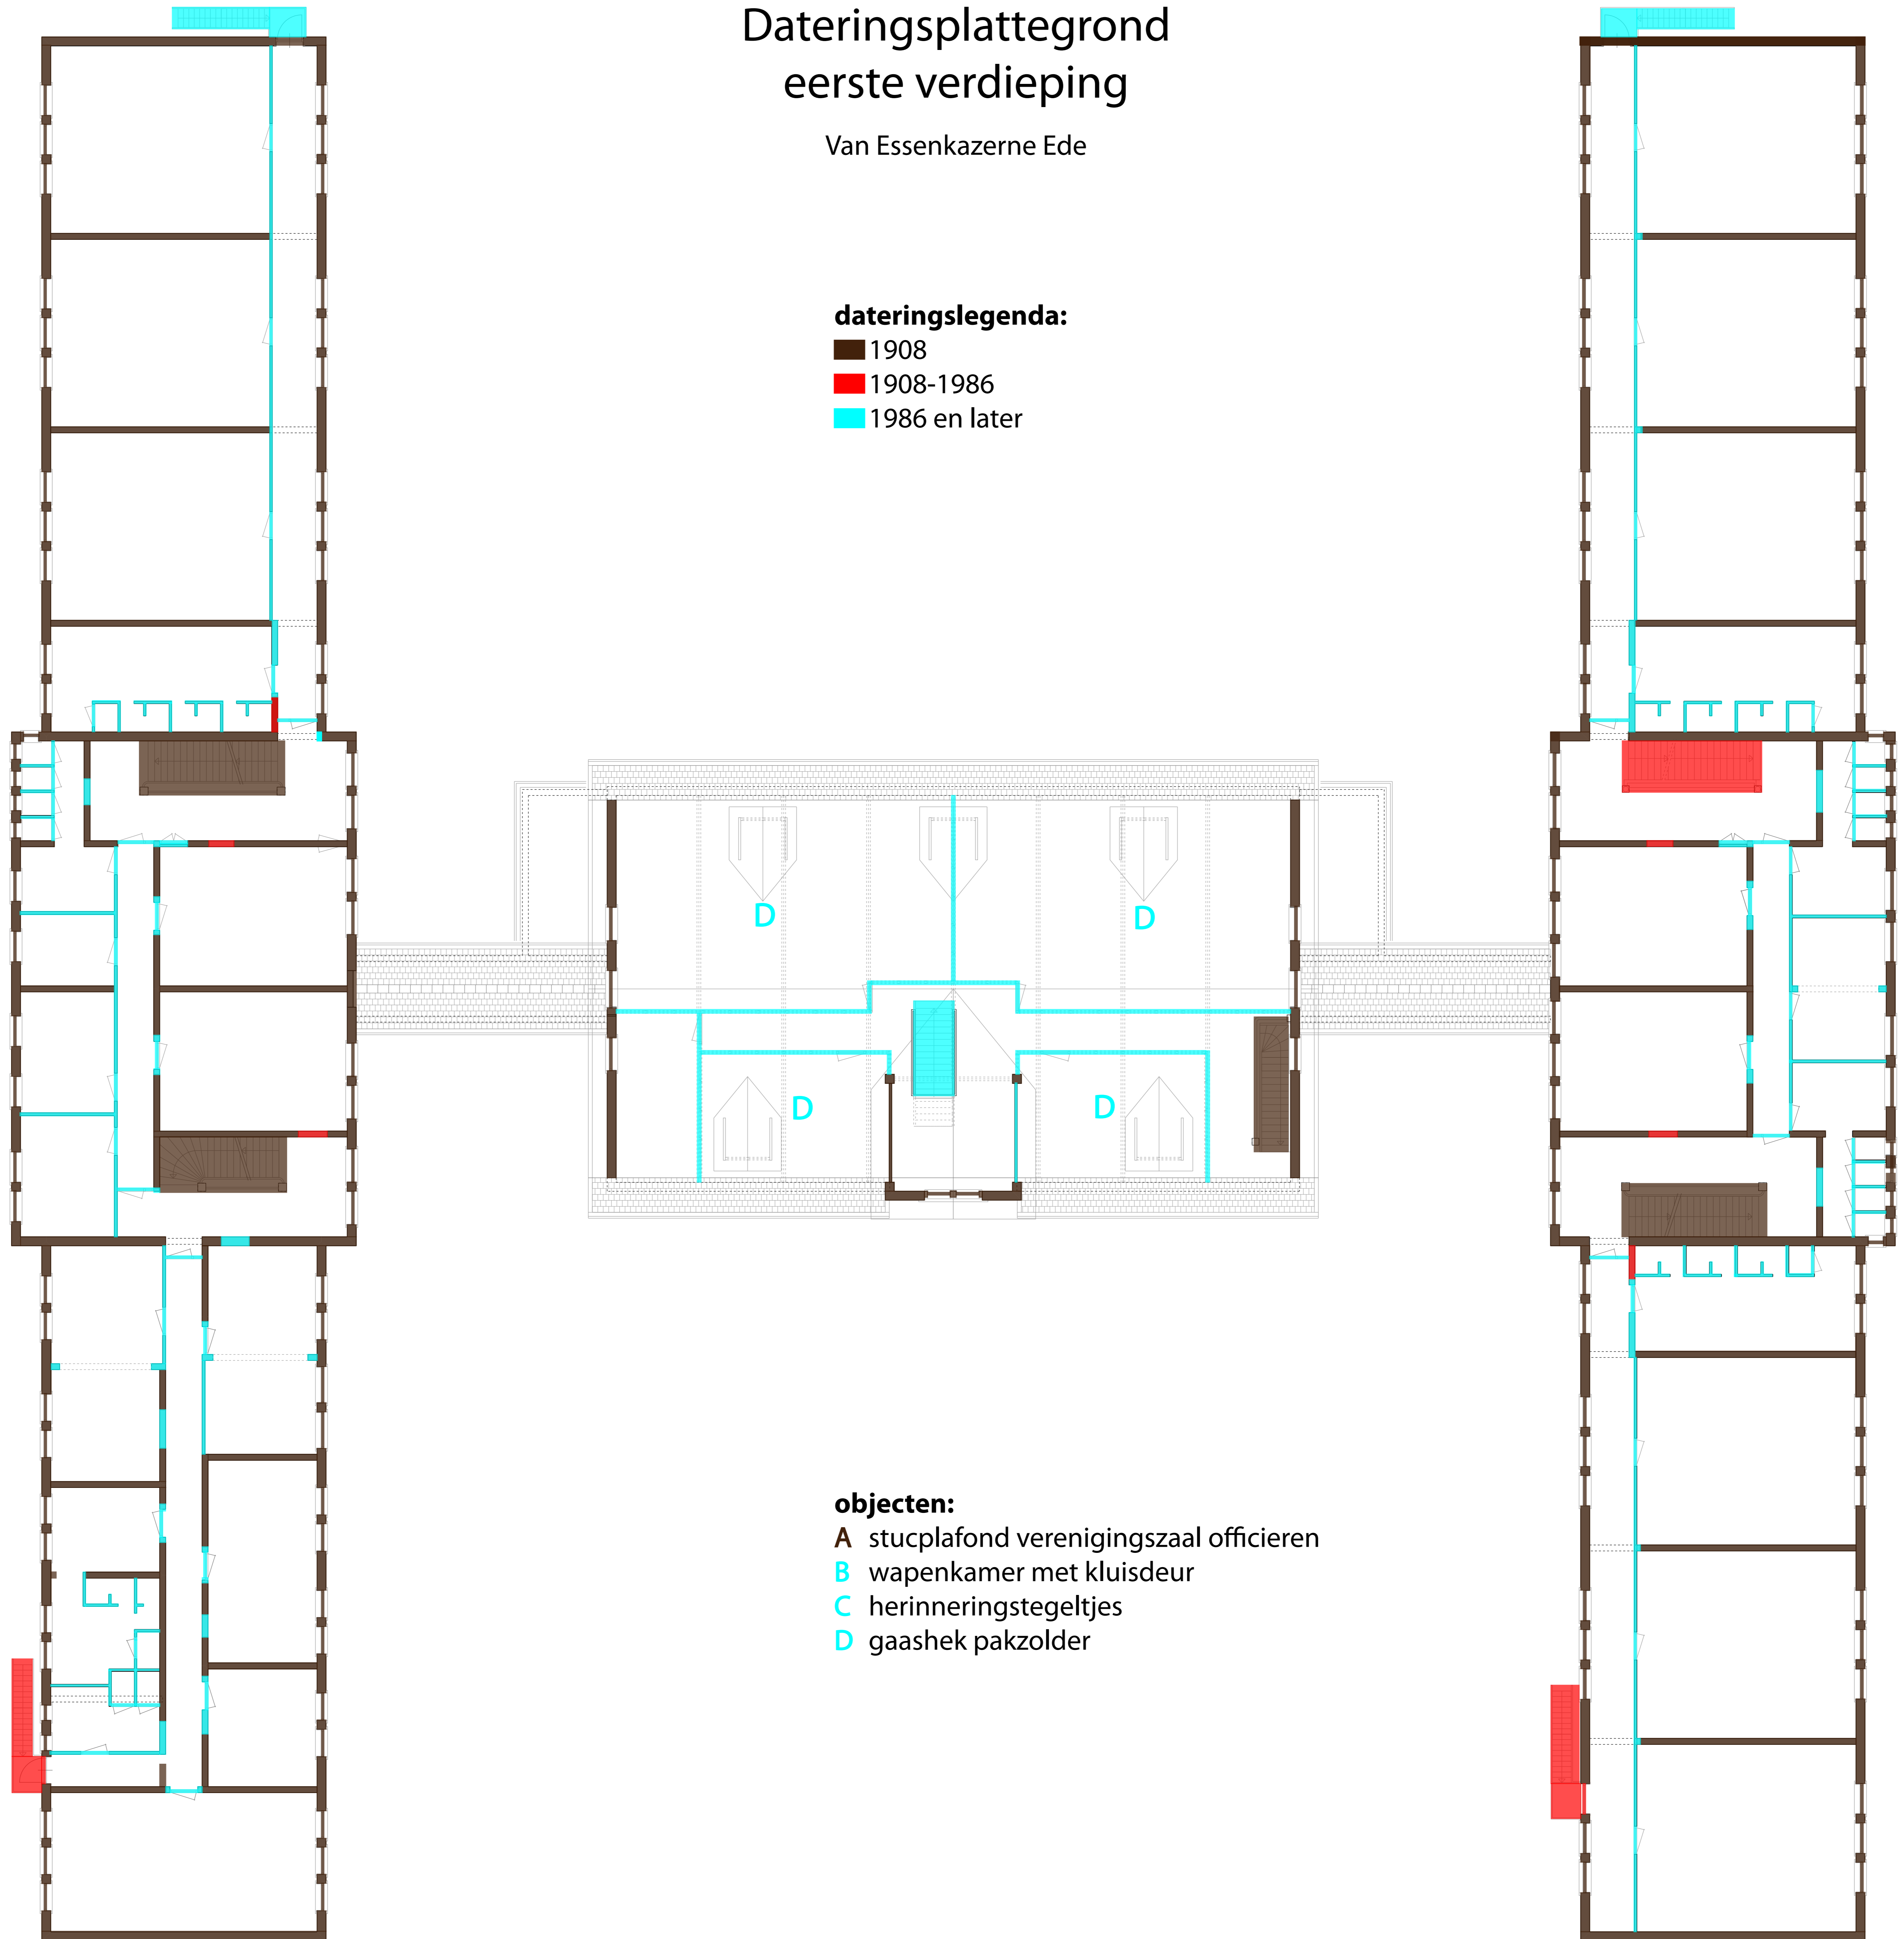 Dateringsplattegrond
eerste verdieping
Van Essenkazerne Ede
dateringslegenda:
1908
1908-1986
1986 en later
D
D
D
D
objecten:
A stucplafond verenigingszaal officieren
B wapenkamer met kluisdeur
C herinneringstegeltjes
D gaashek pakzolder